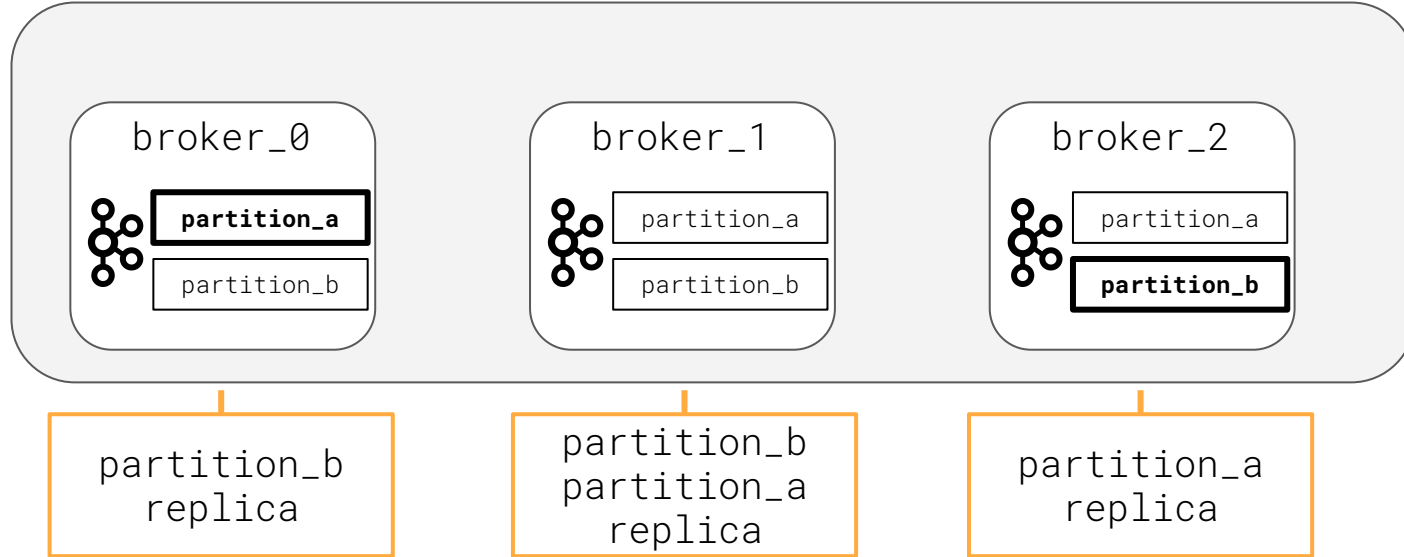 broker_0
partition_a
partition_b
broker_1
partition_a
partition_b
broker_2
partition_a
partition_b
partition_b
replica
partition_b
partition_a
replica
partition_a
replica